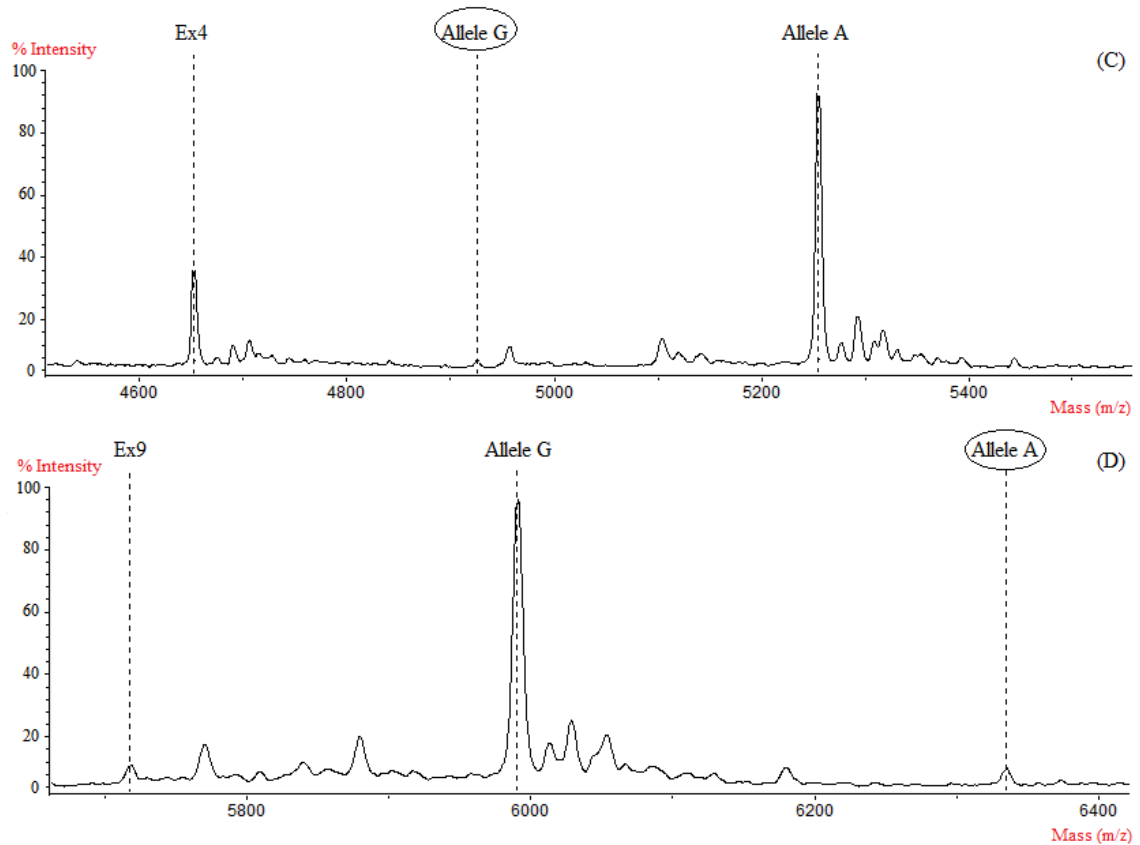 Ex4 Allele G Allele A
% Intensity (C)
100
80
60
40
20
0
4600 4800 5000 5200 5400
Mass (m/z)
Ex9 Allele G Allele A
% Intensity (D)
100
80
60
40
20
0
5800 6000 6200 6400
Mass (m/z)